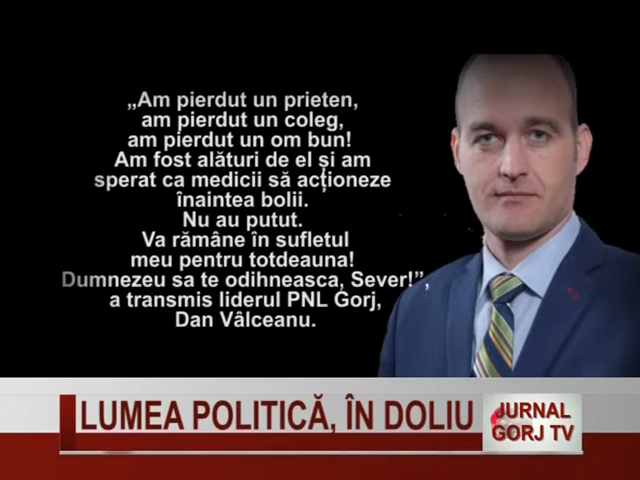 „Am pierdut un prieten,
am pierdut un coleg,
am pierdut un om bun!
Am fost alături de el și am
sperat ca medicii să acționeze
înaintea bolii.
Nu au putut.
Va rămâne în sufletul
meu pentru totdeauna!
Dumnezeu sa te odihneasca, Sever!”,
a transmis liderul PNL Gorj,
Dan Vâlceanu.
LUMEA POLITICĂ, ÎN DOLIU
JURNAL
GORJ TV